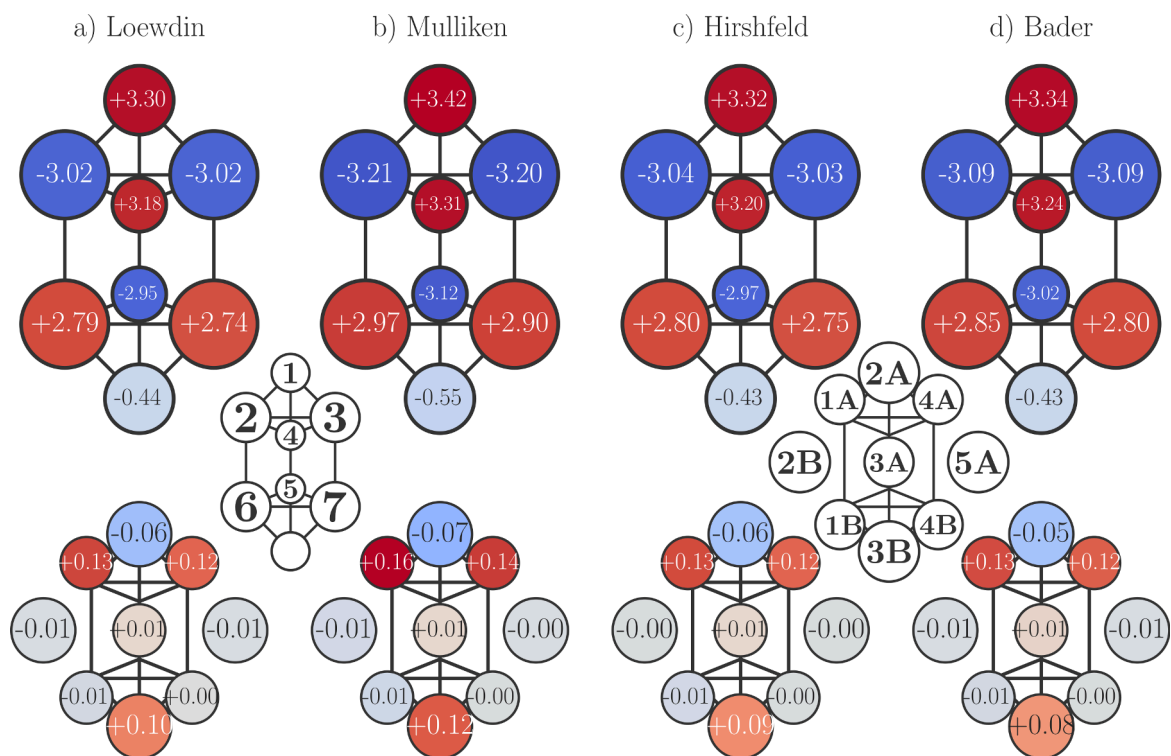 a) Loewdin b) Mulliken c) Hirshfeld d) Bader
+3.30 +3.42 +3.32 +3.34
-3.02 -3.02 -3.21 -3.20 -3.04 -3.03 -3.09 -3.09
+3.18 +3.31 +3.20 +3.24
-2.95 -3.12 -2.97 -3.02
+2.79 +2.74 +2.97 +2.90 +2.80 +2.75 +2.85 +2.80
-0.44 -0.55 -0.43 -0.43
1 2A
2 3 1A 4A
4
2B 3A 5A
5
6 7 1B 4B
3B
-0.06 -0.07 -0.06 -0.05
+0.13 +0.12 +0.16 +0.14 +0.13 +0.12 +0.13 +0.12
-0.01 +0.01 -0.01 -0.01 +0.01 -0.00 -0.00 +0.01 -0.00 -0.01 +0.01 -0.01
-0.01 +0.00 -0.01 -0.00 -0.01 -0.00 -0.01 -0.00
+0.10 +0.12 +0.09 +0.08